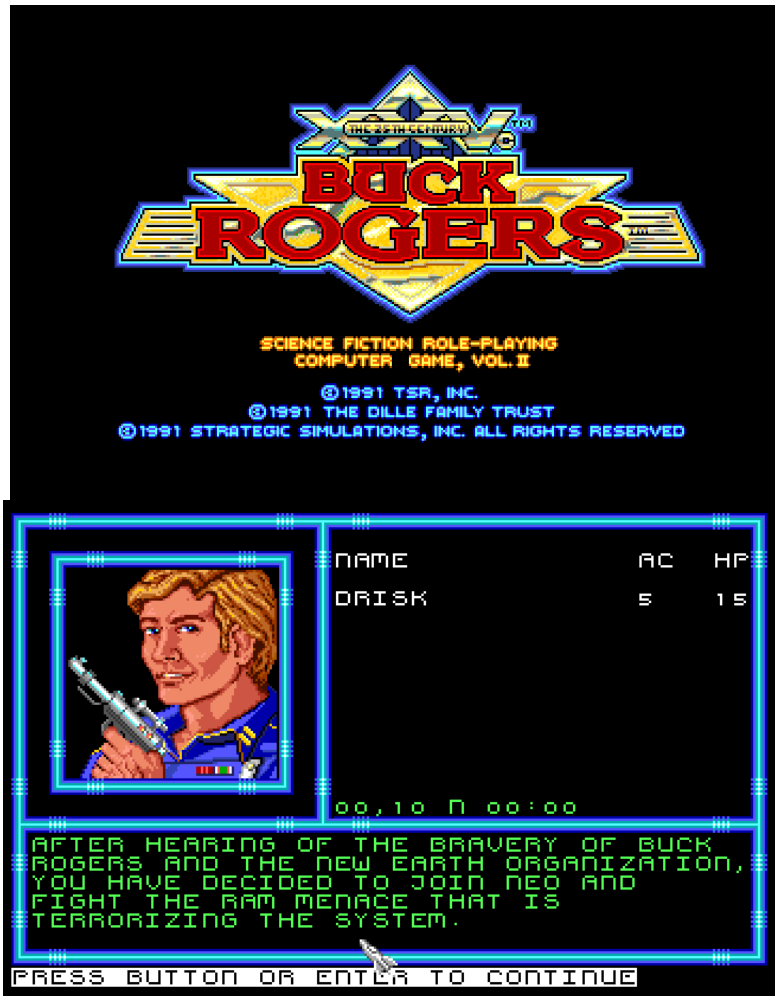 XXVC™
THE 25TH CENTURY
BUCK
ROGERS™
SCIENCE FICTION ROLE-PLAYING
COMPUTER GAME, VOL. II
©1991 TSR, INC.
©1991 THE DILLE FAMILY TRUST
©1991 STRATEGIC SIMULATIONS, INC. ALL RIGHTS RESERVED
NAME AC HP
DRISK 5 15
00,10 N 00:00
AFTER HEARING OF THE BRAVERY OF BUCK
ROGERS AND THE NEW EARTH ORGANIZATION,
YOU HAVE DECIDED TO JOIN NEO AND
FIGHT THE RAM MENACE THAT IS
TERRORIZING THE SYSTEM.
PRESS BUTTON OR ENTER TO CONTINUE